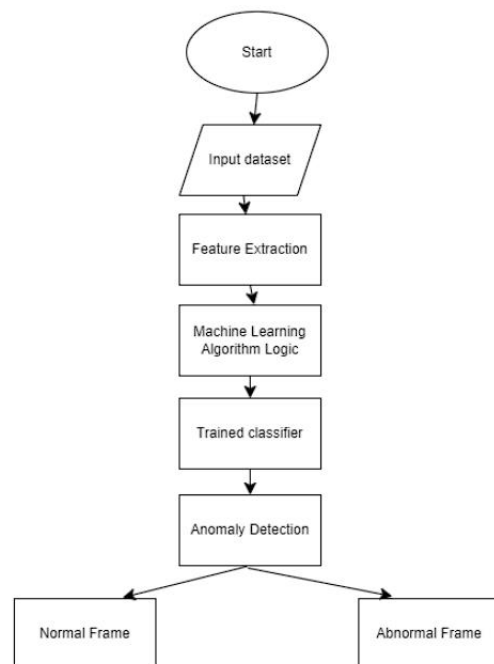 Start
Input dataset
Feature Extraction
Machine Learning
Algorithm Logic
Trained classifier
Anomaly Detection
Normal Frame
Abnormal Frame